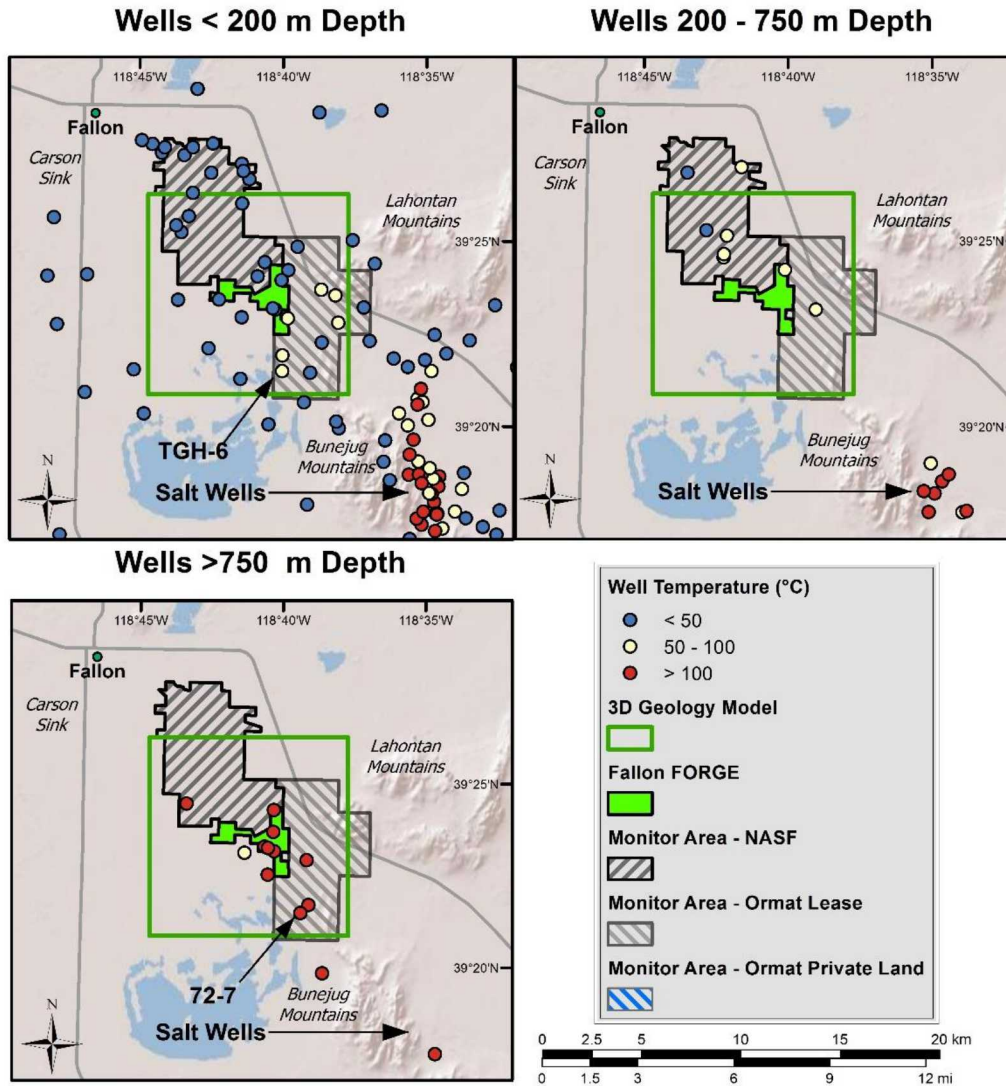 Wells < 200 m Depth
118°45'W
118°40'W
118°35'W
Fallon
Carson
Sink
Lahontan
Mountains
39°25'N
39°20'N
TGH-6
Bunejug
Mountains
Salt Wells
N
Wells 200 - 750 m Depth
118°45'W
118°40'W
118°35'W
Fallon
Carson
Sink
Lahontan
Mountains
39°25'N
39°20'N
Bunejug
Mountains
Salt Wells
N
Wells >750 m Depth
118°45'W
118°40'W
118°35'W
Fallon
Carson
Sink
Lahontan
Mountains
39°25'N
39°20'N
72-7
Bunejug
Mountains
Salt Wells
N
Well Temperature (°C)
< 50
50 - 100
> 100
3D Geology Model
Fallon FORGE
Monitor Area - NASF
Monitor Area - Ormat Lease
Monitor Area - Ormat Private Land
0 2.5 5 10 15 20 km
0 1.5 3 6 9 12 mi